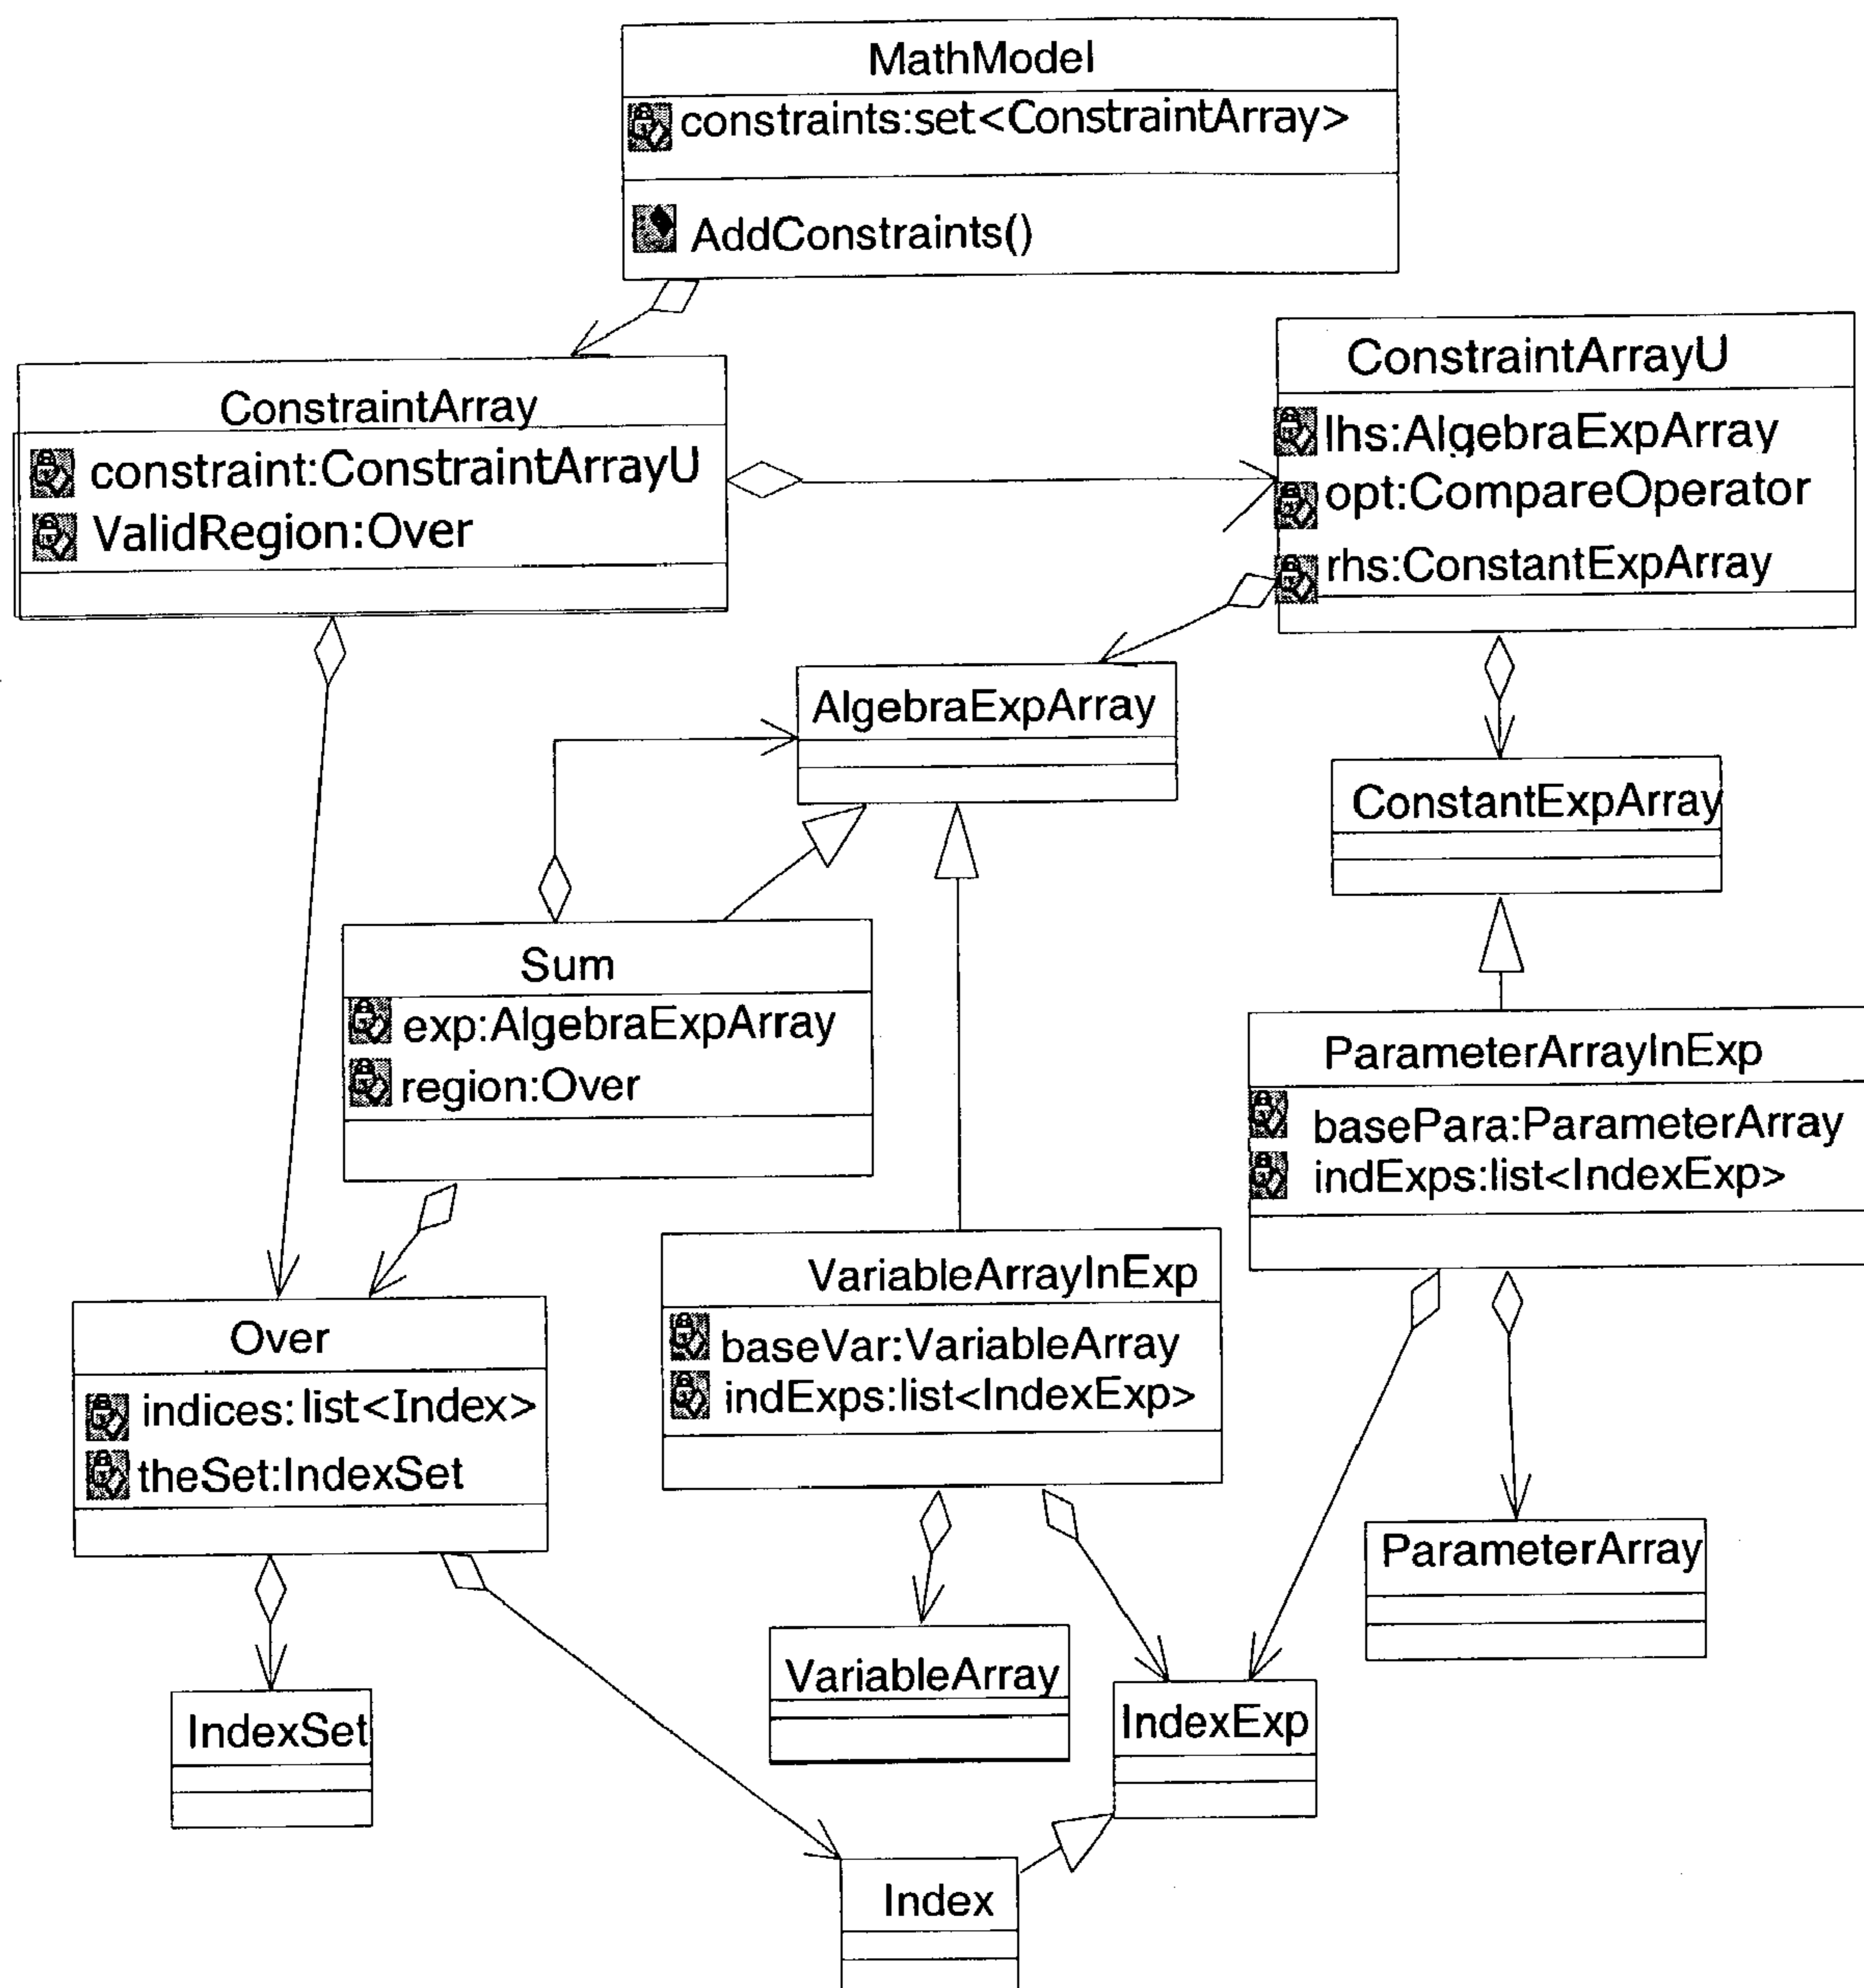 MathModel
constraints:set<ConstraintArray>
AddConstraints()
ConstraintArray
constraint:ConstraintArrayU
ValidRegion:Over
ConstraintArrayU
lhs:AlgebraExpArray
opt:CompareOperator
rhs:ConstantExpArray
AlgebraExpArray
ConstantExpArray
Sum
exp:AlgebraExpArray
region:Over
ParameterArrayInExp
basePara:ParameterArray
indExps:list<IndexExp>
VariableArrayInExp
baseVar:VariableArray
indExps:list<IndexExp>
Over
indices:list<Index>
theSet:IndexSet
ParameterArray
VariableArray
IndexExp
IndexSet
Index